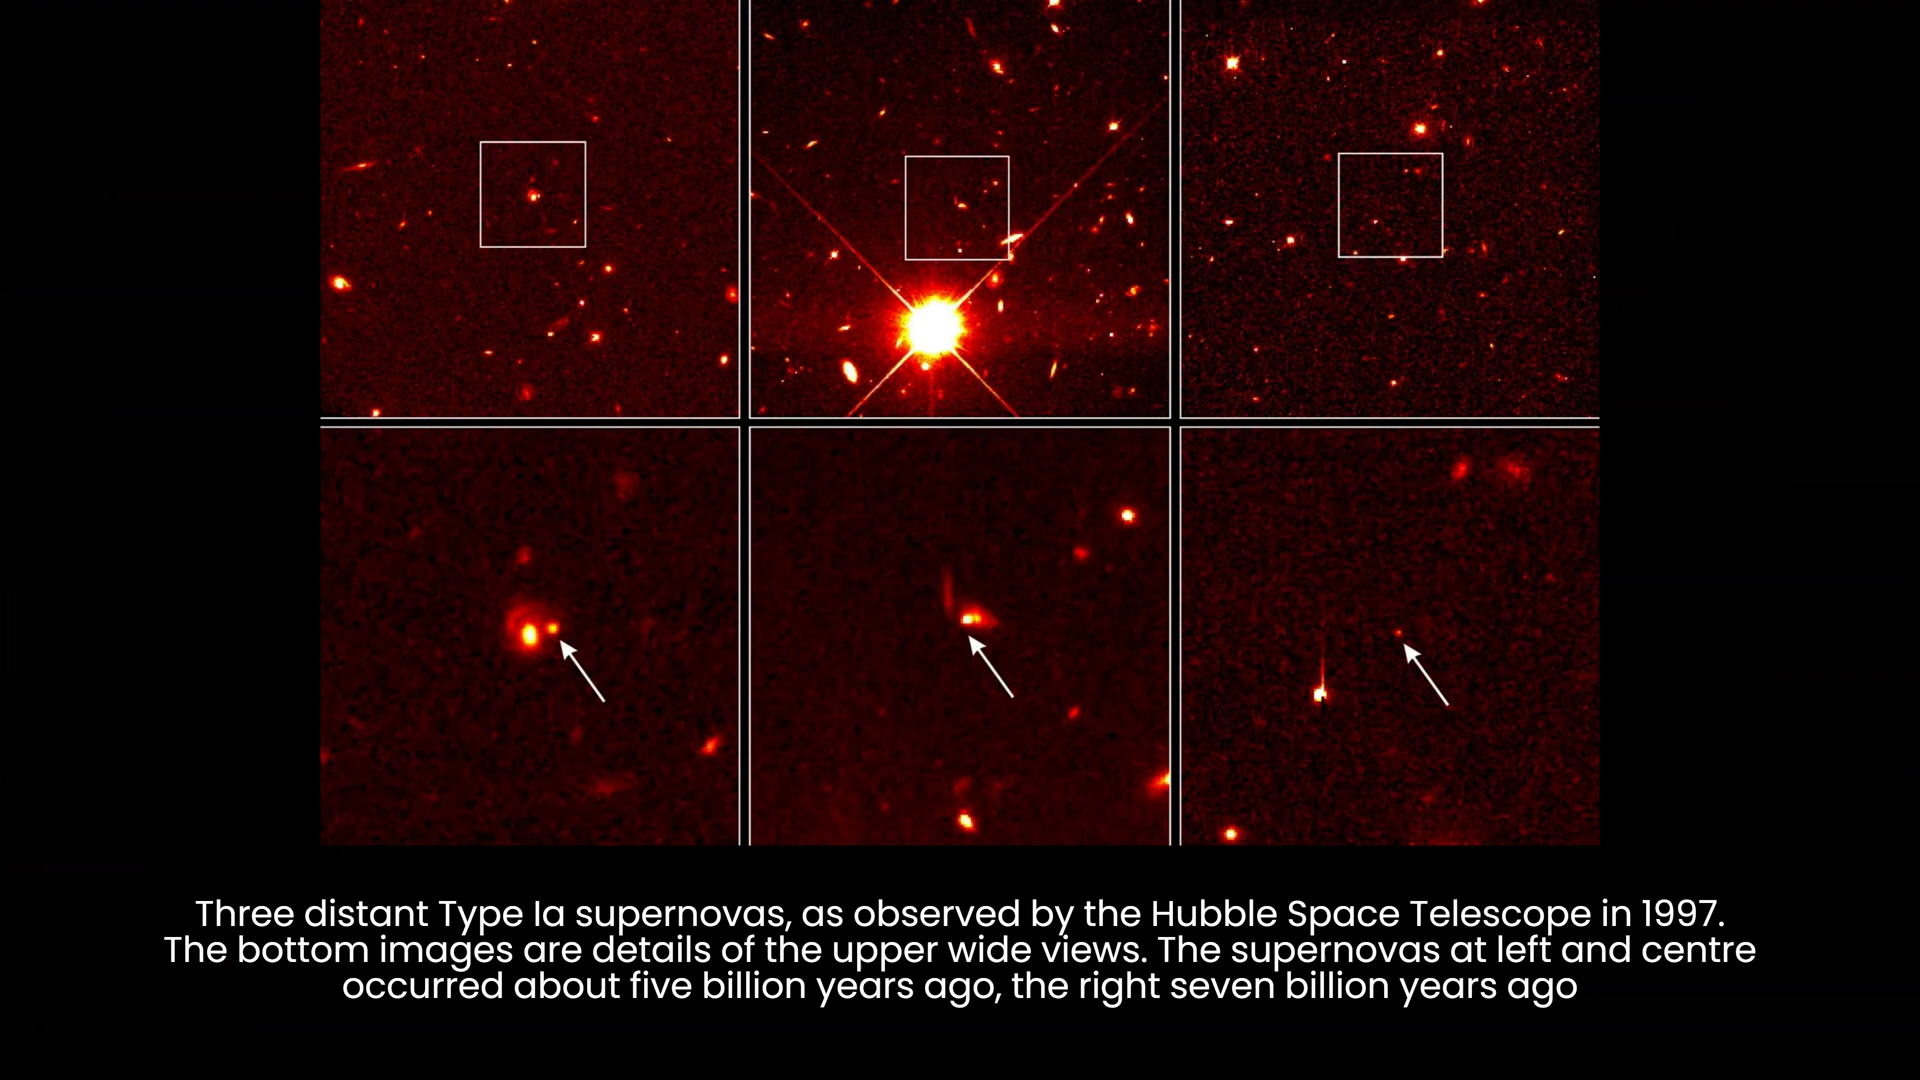 Three distant Type Ia supernovas, as observed by the Hubble Space Telescope in 1997.
The bottom images are details of the upper wide views. The supernovas at left and centre
occurred about five billion years ago, the right seven billion years ago